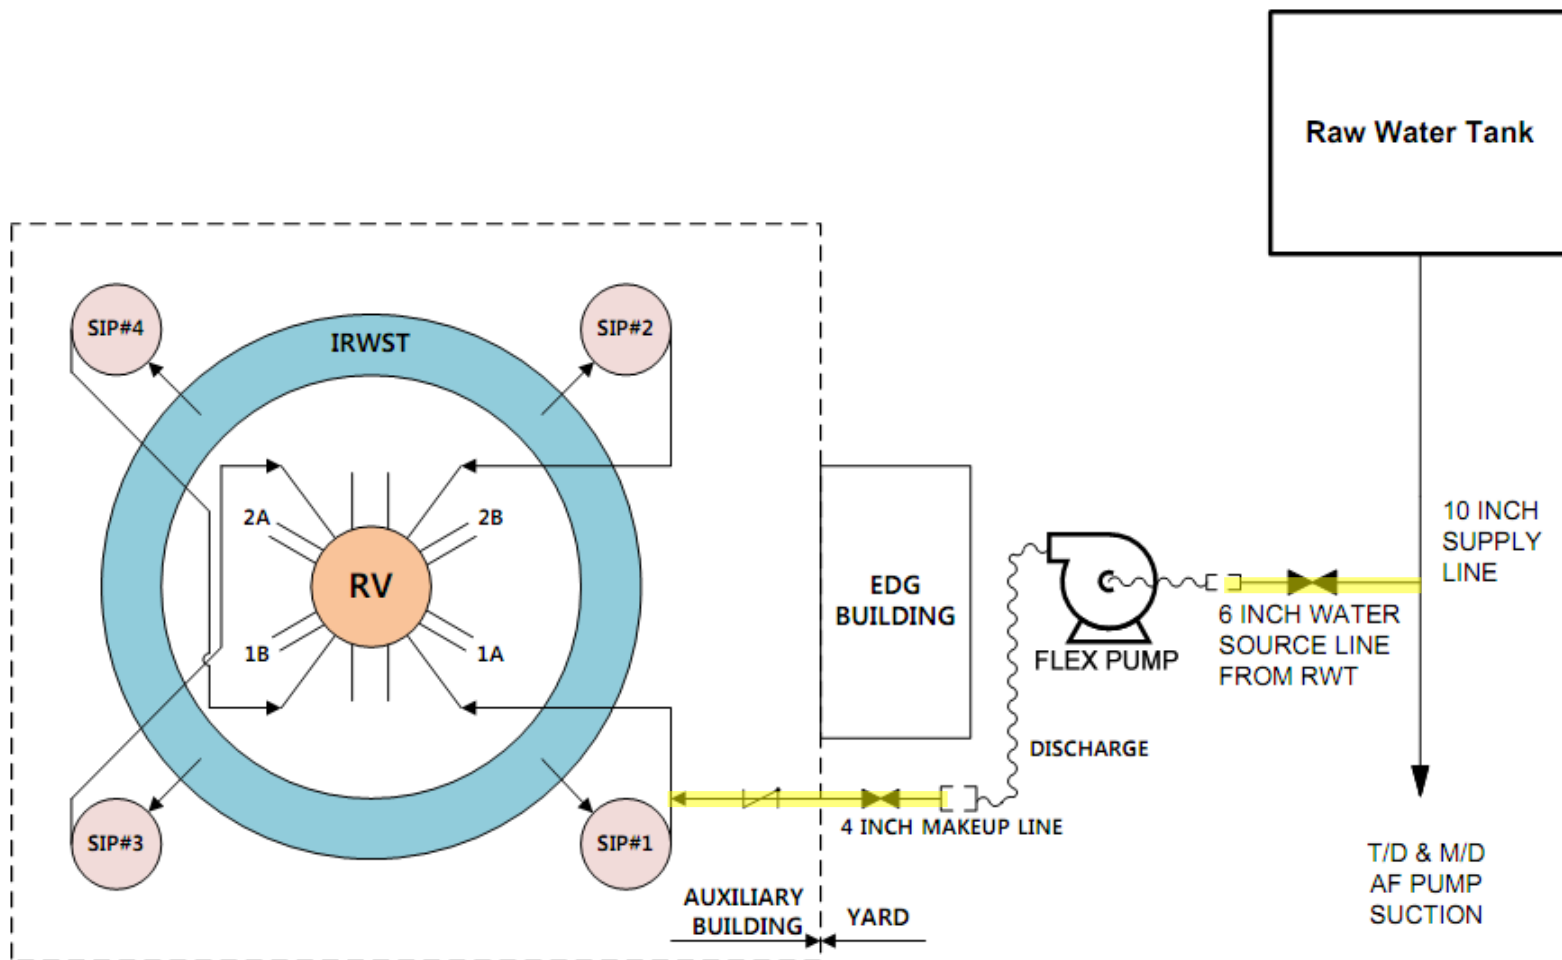 Raw Water Tank
SIP#4
SIP#2
IRWST
2A
2B
10 INCH
SUPPLY
LINE
RV
EDG
BUILDING
6 INCH WATER
SOURCE LINE
FROM RWT
FLEX PUMP
1B
1A
DISCHARGE
4 INCH MAKEUP LINE
SIP#3
SIP#1
T/D & M/D
AF PUMP
SUCTION
AUXILIARY
BUILDING
YARD